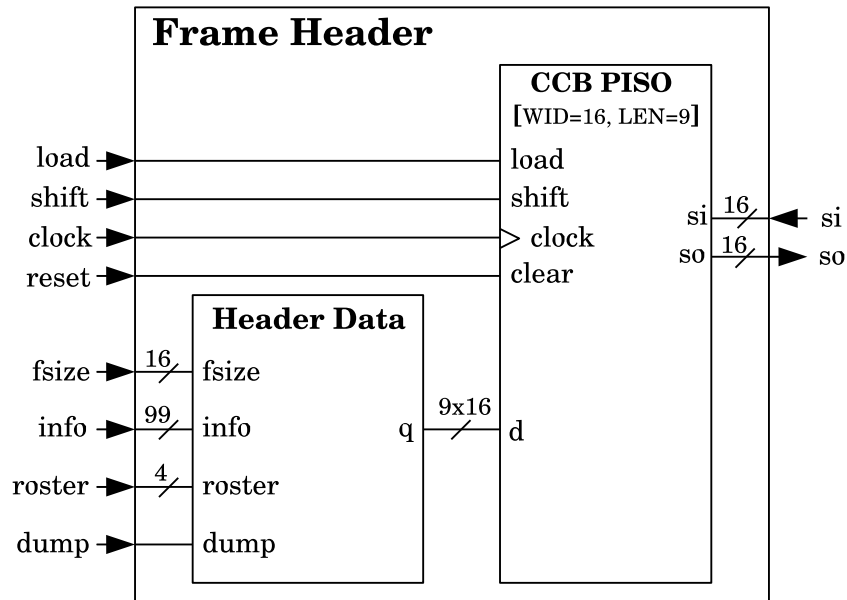 Frame Header
CCB PISO
[WID=16, LEN=9]
load
load
shift
shift
clock
clock
reset
clear
si
16
si
so
16
so
Header Data
fsize
16
fsize
info
99
info
q
9x16
d
roster
4
roster
dump
dump